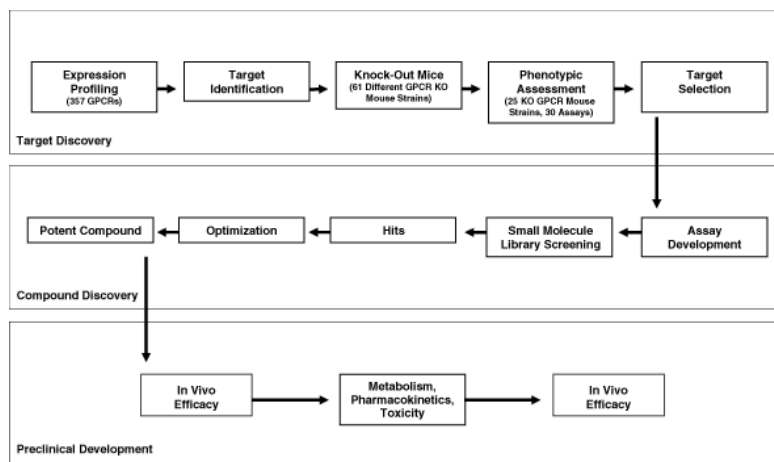 Expression
Profiling
(357 GPCRs)
Target
Identification
Knock-Out Mice
(61 Different GPCR KO
Mouse Strains)
Phenotypic
Assessment
(25 KO GPCR Mouse
Strains, 30 Assays)
Target
Selection
Target Discovery
Potent Compound
Optimization
Hits
Small Molecule
Library Screening
Assay
Development
Compound Discovery
In Vivo
Efficacy
Metabolism,
Pharmacokinetics,
Toxicity
In Vivo
Efficacy
Preclinical Development